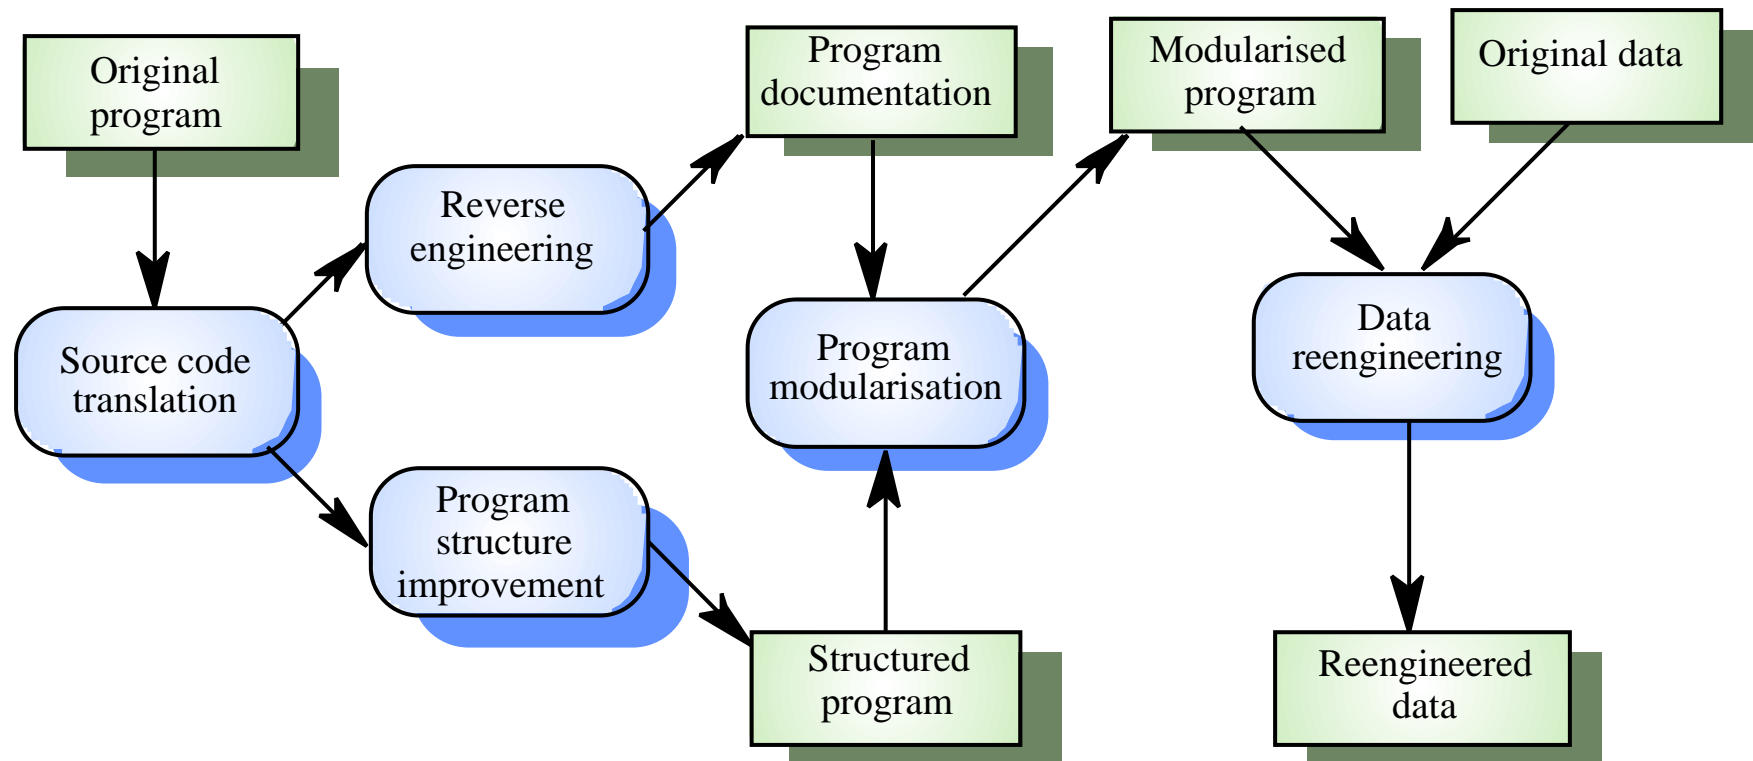 Original
program
Program
documentation
Modularised
program
Original data
Reverse
engineering
Source code
translation
Program
modularisation
Data
reengineering
Program
structure
improvement
Structured
program
Reengineered
data